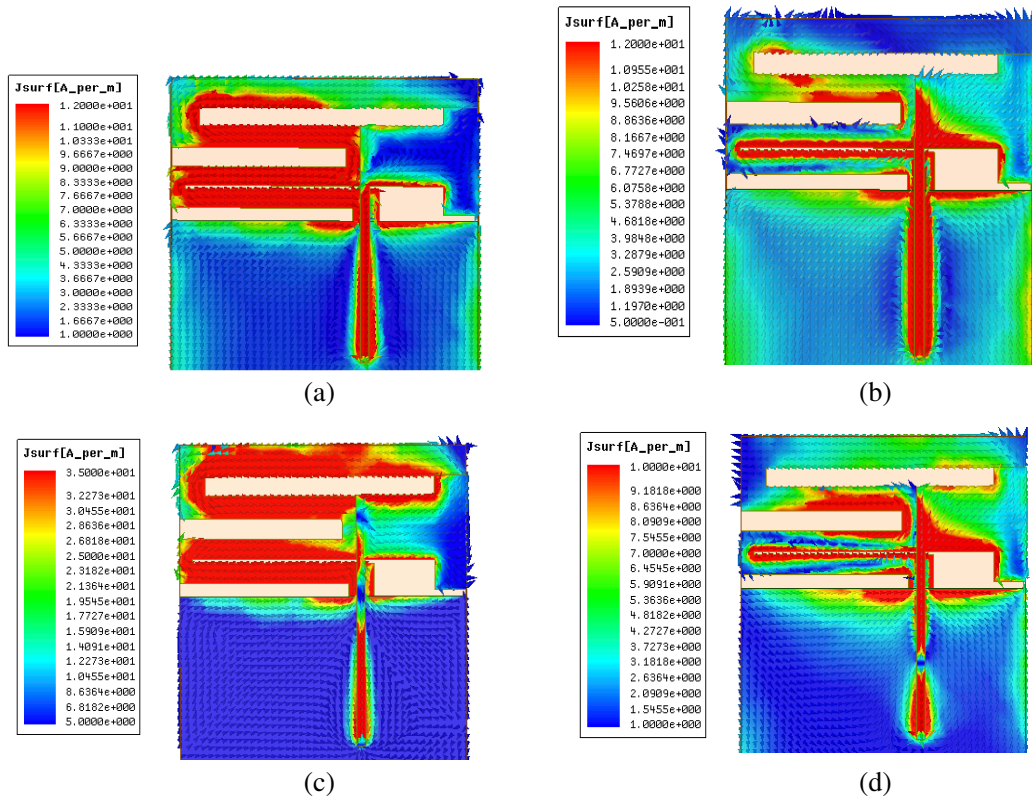 Jsurf[A_per_m]
1.2000e+001
1.1000e+001
1.0333e+001
9.6667e+000
9.0000e+000
8.3333e+000
7.6667e+000
7.0000e+000
6.3333e+000
5.6667e+000
5.0000e+000
4.3333e+000
3.6667e+000
3.0000e+000
2.3333e+000
1.6667e+000
1.0000e+000
(a)
Jsurf[A_per_m]
1.2000e+001
1.0955e+001
1.0258e+001
9.5606e+000
8.8636e+000
8.1667e+000
7.4697e+000
6.7727e+000
6.0758e+000
5.3788e+000
4.6818e+000
3.9848e+000
3.2879e+000
2.5909e+000
1.8939e+000
1.1970e+000
5.0000e-001
(b)
Jsurf[A_per_m]
3.5000e+001
3.2273e+001
3.0455e+001
2.8636e+001
2.6818e+001
2.5000e+001
2.3182e+001
2.1364e+001
1.9545e+001
1.7727e+001
1.5909e+001
1.4091e+001
1.2273e+001
1.0455e+001
8.6364e+000
6.8182e+000
5.0000e+000
(c)
Jsurf[A_per_m]
1.0000e+001
9.1818e+000
8.6364e+000
8.0909e+000
7.5455e+000
7.0000e+000
6.4545e+000
5.9091e+000
5.3636e+000
4.8182e+000
4.2727e+000
3.7273e+000
3.1818e+000
2.6364e+000
2.0909e+000
1.5455e+000
1.0000e+000
(d)